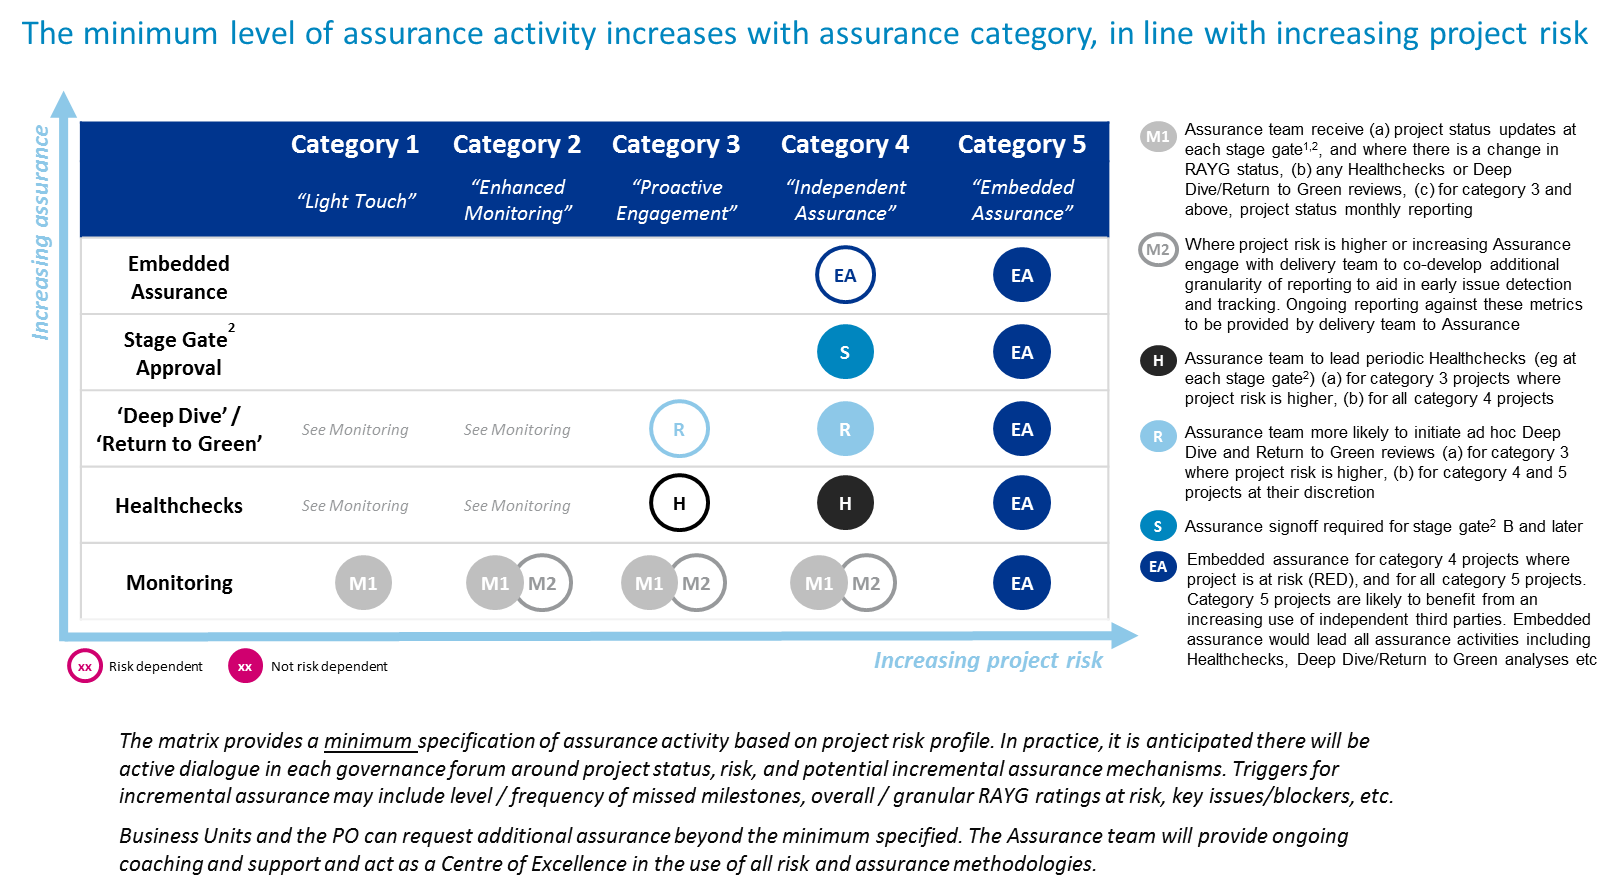 The minimum level of assurance activity increases with assurance category, in line with increasing project risk
Increasing assurance
Category 1 Category 2 Category 3 Category 4 Category 5
"Light Touch"
"Enhanced
Monitoring"
"Proactive
Engagement"
"Independent
Assurance"
"Embedded
Assurance"
Embedded
Assurance
EA EA
Stage Gate2
Approval
S EA
'Deep Dive' /
'Return to Green'
See Monitoring See Monitoring R R EA
Healthchecks See Monitoring See Monitoring H H EA
Monitoring M1 M1 M2 M1 M2 M1 M2 EA
Increasing project risk
xx Risk dependent xx Not risk dependent
M1 Assurance team receive (a) project status updates at
each stage gate1,2, and where there is a change in
RAYG status, (b) any Healthchecks or Deep
Dive/Return to Green reviews, (c) for category 3 and
above, project status monthly reporting
M2 Where project risk is higher or increasing Assurance
engage with delivery team to co-develop additional
granularity of reporting to aid in early issue detection
and tracking. Ongoing reporting against these metrics
to be provided by delivery team to Assurance
H Assurance team to lead periodic Healthchecks (eg at
each stage gate2) (a) for category 3 projects where
project risk is higher, (b) for all category 4 projects
R Assurance team more likely to initiate ad hoc Deep
Dive and Return to Green reviews (a) for category 3
where project risk is higher, (b) for category 4 and 5
projects at their discretion
S Assurance signoff required for stage gate2 B and later
EA Embedded assurance for category 4 projects where
project is at risk (RED), and for all category 5 projects.
Category 5 projects are likely to benefit from an
increasing use of independent third parties. Embedded
assurance would lead all assurance activities including
Healthchecks, Deep Dive/Return to Green analyses etc
The matrix provides a minimum specification of assurance activity based on project risk profile. In practice, it is anticipated there will be
active dialogue in each governance forum around project status, risk, and potential incremental assurance mechanisms. Triggers for
incremental assurance may include level / frequency of missed milestones, overall / granular RAYG ratings at risk, key issues/blockers, etc.
Business Units and the PO can request additional assurance beyond the minimum specified. The Assurance team will provide ongoing
coaching and support and act as a Centre of Excellence in the use of all risk and assurance methodologies.